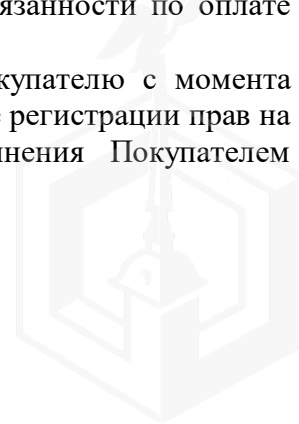 язанности по оплате
купателю с момента
регистрации прав на
нения Покупателем